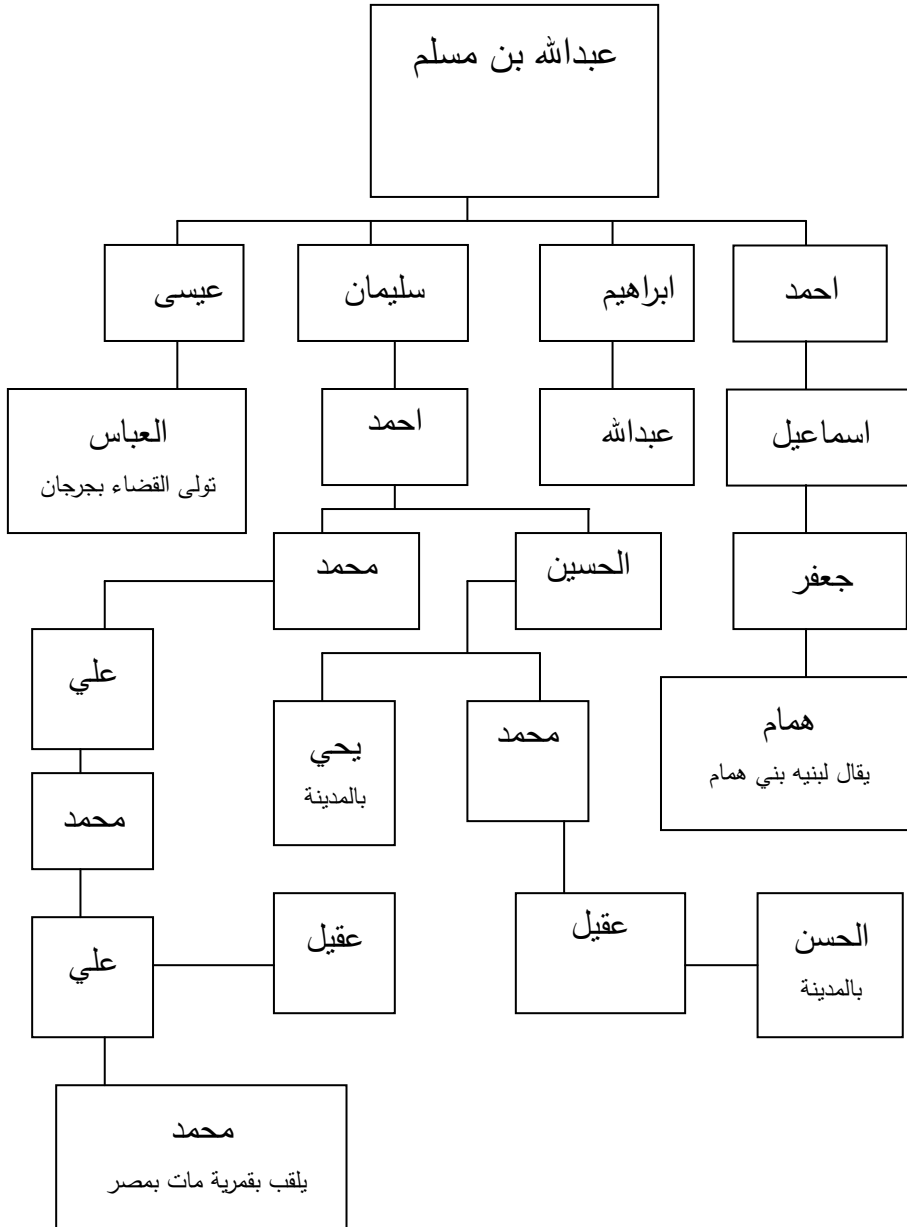 عبدالله بن مسلم
احمد
ابراهيم
سليمان
عيسى
اسماعيل
عبدالله
احمد
العباس
تولى القضاء بجرجان
جعفر
الحسين
محمد
علي
همام
يقال لبنيه بني همام
محمد
يحي
بالمدينة
محمد
الحسن
بالمدينة
عقيل
عقيل
علي
محمد
يلقب بقمرية مات بمصر